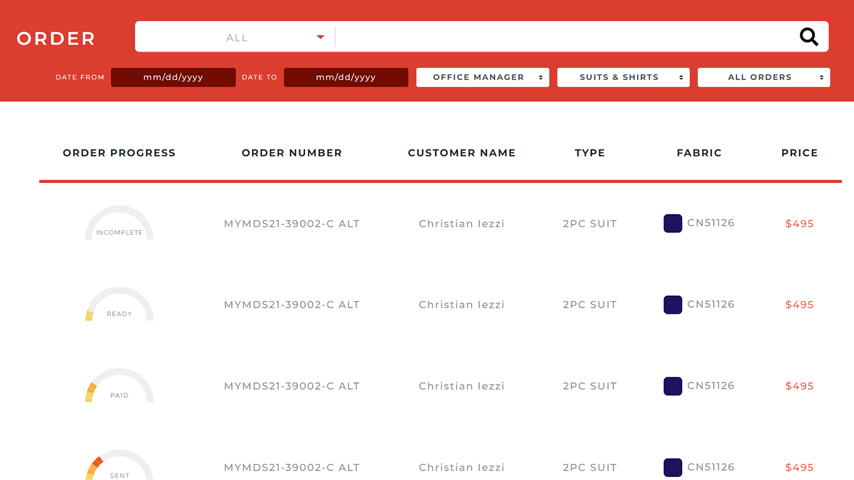 ORDER
ALL
DATE FROM mm/dd/yyyy DATE TO mm/dd/yyyy OFFICE MANAGER SUITS & SHIRTS ALL ORDERS
ORDER PROGRESS ORDER NUMBER CUSTOMER NAME TYPE FABRIC PRICE
INCOMPLETE MYMDS21-39002-C ALT Christian Iezzi 2PC SUIT CN51126 $495
READY MYMDS21-39002-C ALT Christian Iezzi 2PC SUIT CN51126 $495
PAID MYMDS21-39002-C ALT Christian Iezzi 2PC SUIT CN51126 $495
SENT MYMDS21-39002-C ALT Christian Iezzi 2PC SUIT CN51126 $495